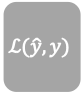 ℒ(ŷ, y)